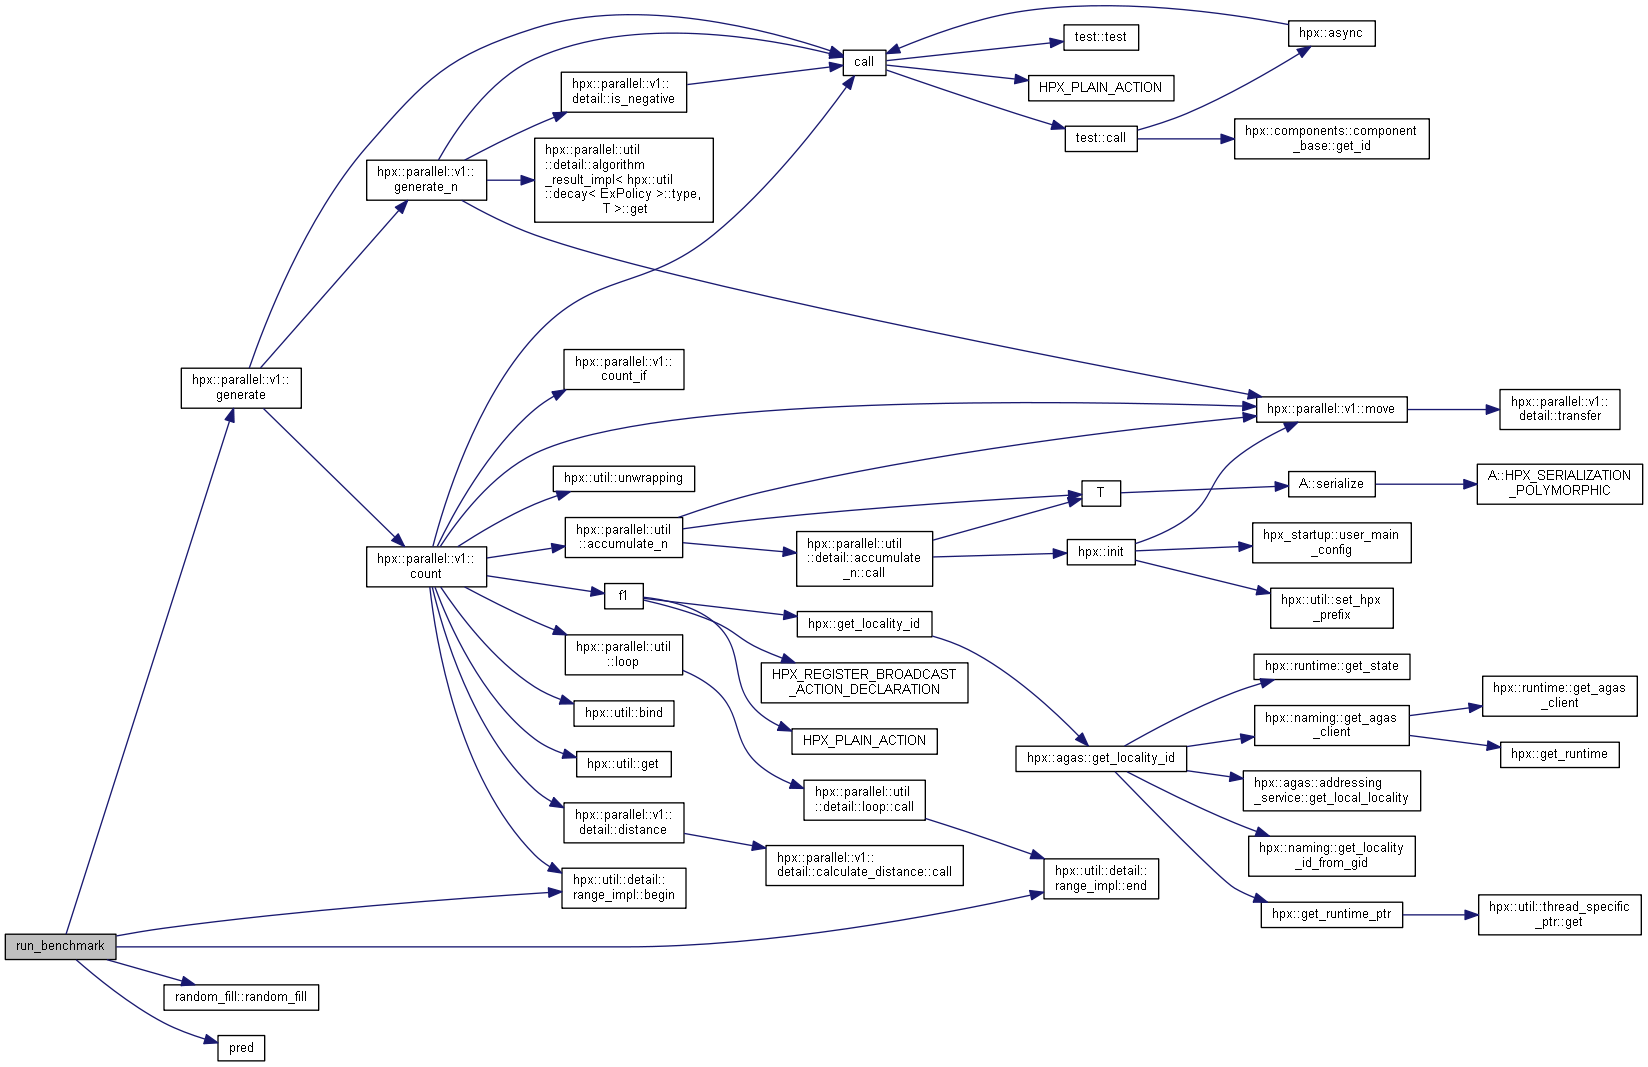 test::test
hpx::async
call
hpx::parallel::v1::
detail::is_negative
HPX_PLAIN_ACTION
test::call
hpx::components::component
_base::get_id
hpx::parallel::v1::
generate_n
hpx::parallel::util
::detail::algorithm
_result_impl< hpx::util
::decay< ExPolicy >::type,
T >::get
hpx::parallel::v1::
generate
hpx::parallel::v1::
count_if
hpx::parallel::v1::move
hpx::parallel::v1::
detail::transfer
hpx::util::unwrapping
T
A::serialize
A::HPX_SERIALIZATION
_POLYMORPHIC
hpx::parallel::v1::
count
hpx::parallel::util
::accumulate_n
hpx::parallel::util
::detail::accumulate
_n::call
hpx::init
hpx_startup::user_main
_config
f1
hpx::util::set_hpx
_prefix
hpx::get_locality_id
hpx::parallel::util
::loop
HPX_REGISTER_BROADCAST
_ACTION_DECLARATION
hpx::runtime::get_state
hpx::util::bind
HPX_PLAIN_ACTION
hpx::naming::get_agas
_client
hpx::runtime::get_agas
_client
hpx::get_runtime
hpx::util::get
hpx::agas::get_locality_id
hpx::agas::addressing
_service::get_local_locality
hpx::parallel::util
::detail::loop::call
hpx::parallel::v1::
detail::distance
hpx::naming::get_locality
_id_from_gid
hpx::parallel::v1::
detail::calculate_distance::call
hpx::util::detail::
range_impl::begin
hpx::util::detail::
range_impl::end
hpx::get_runtime_ptr
hpx::util::thread_specific
_ptr::get
run_benchmark
random_fill::random_fill
pred